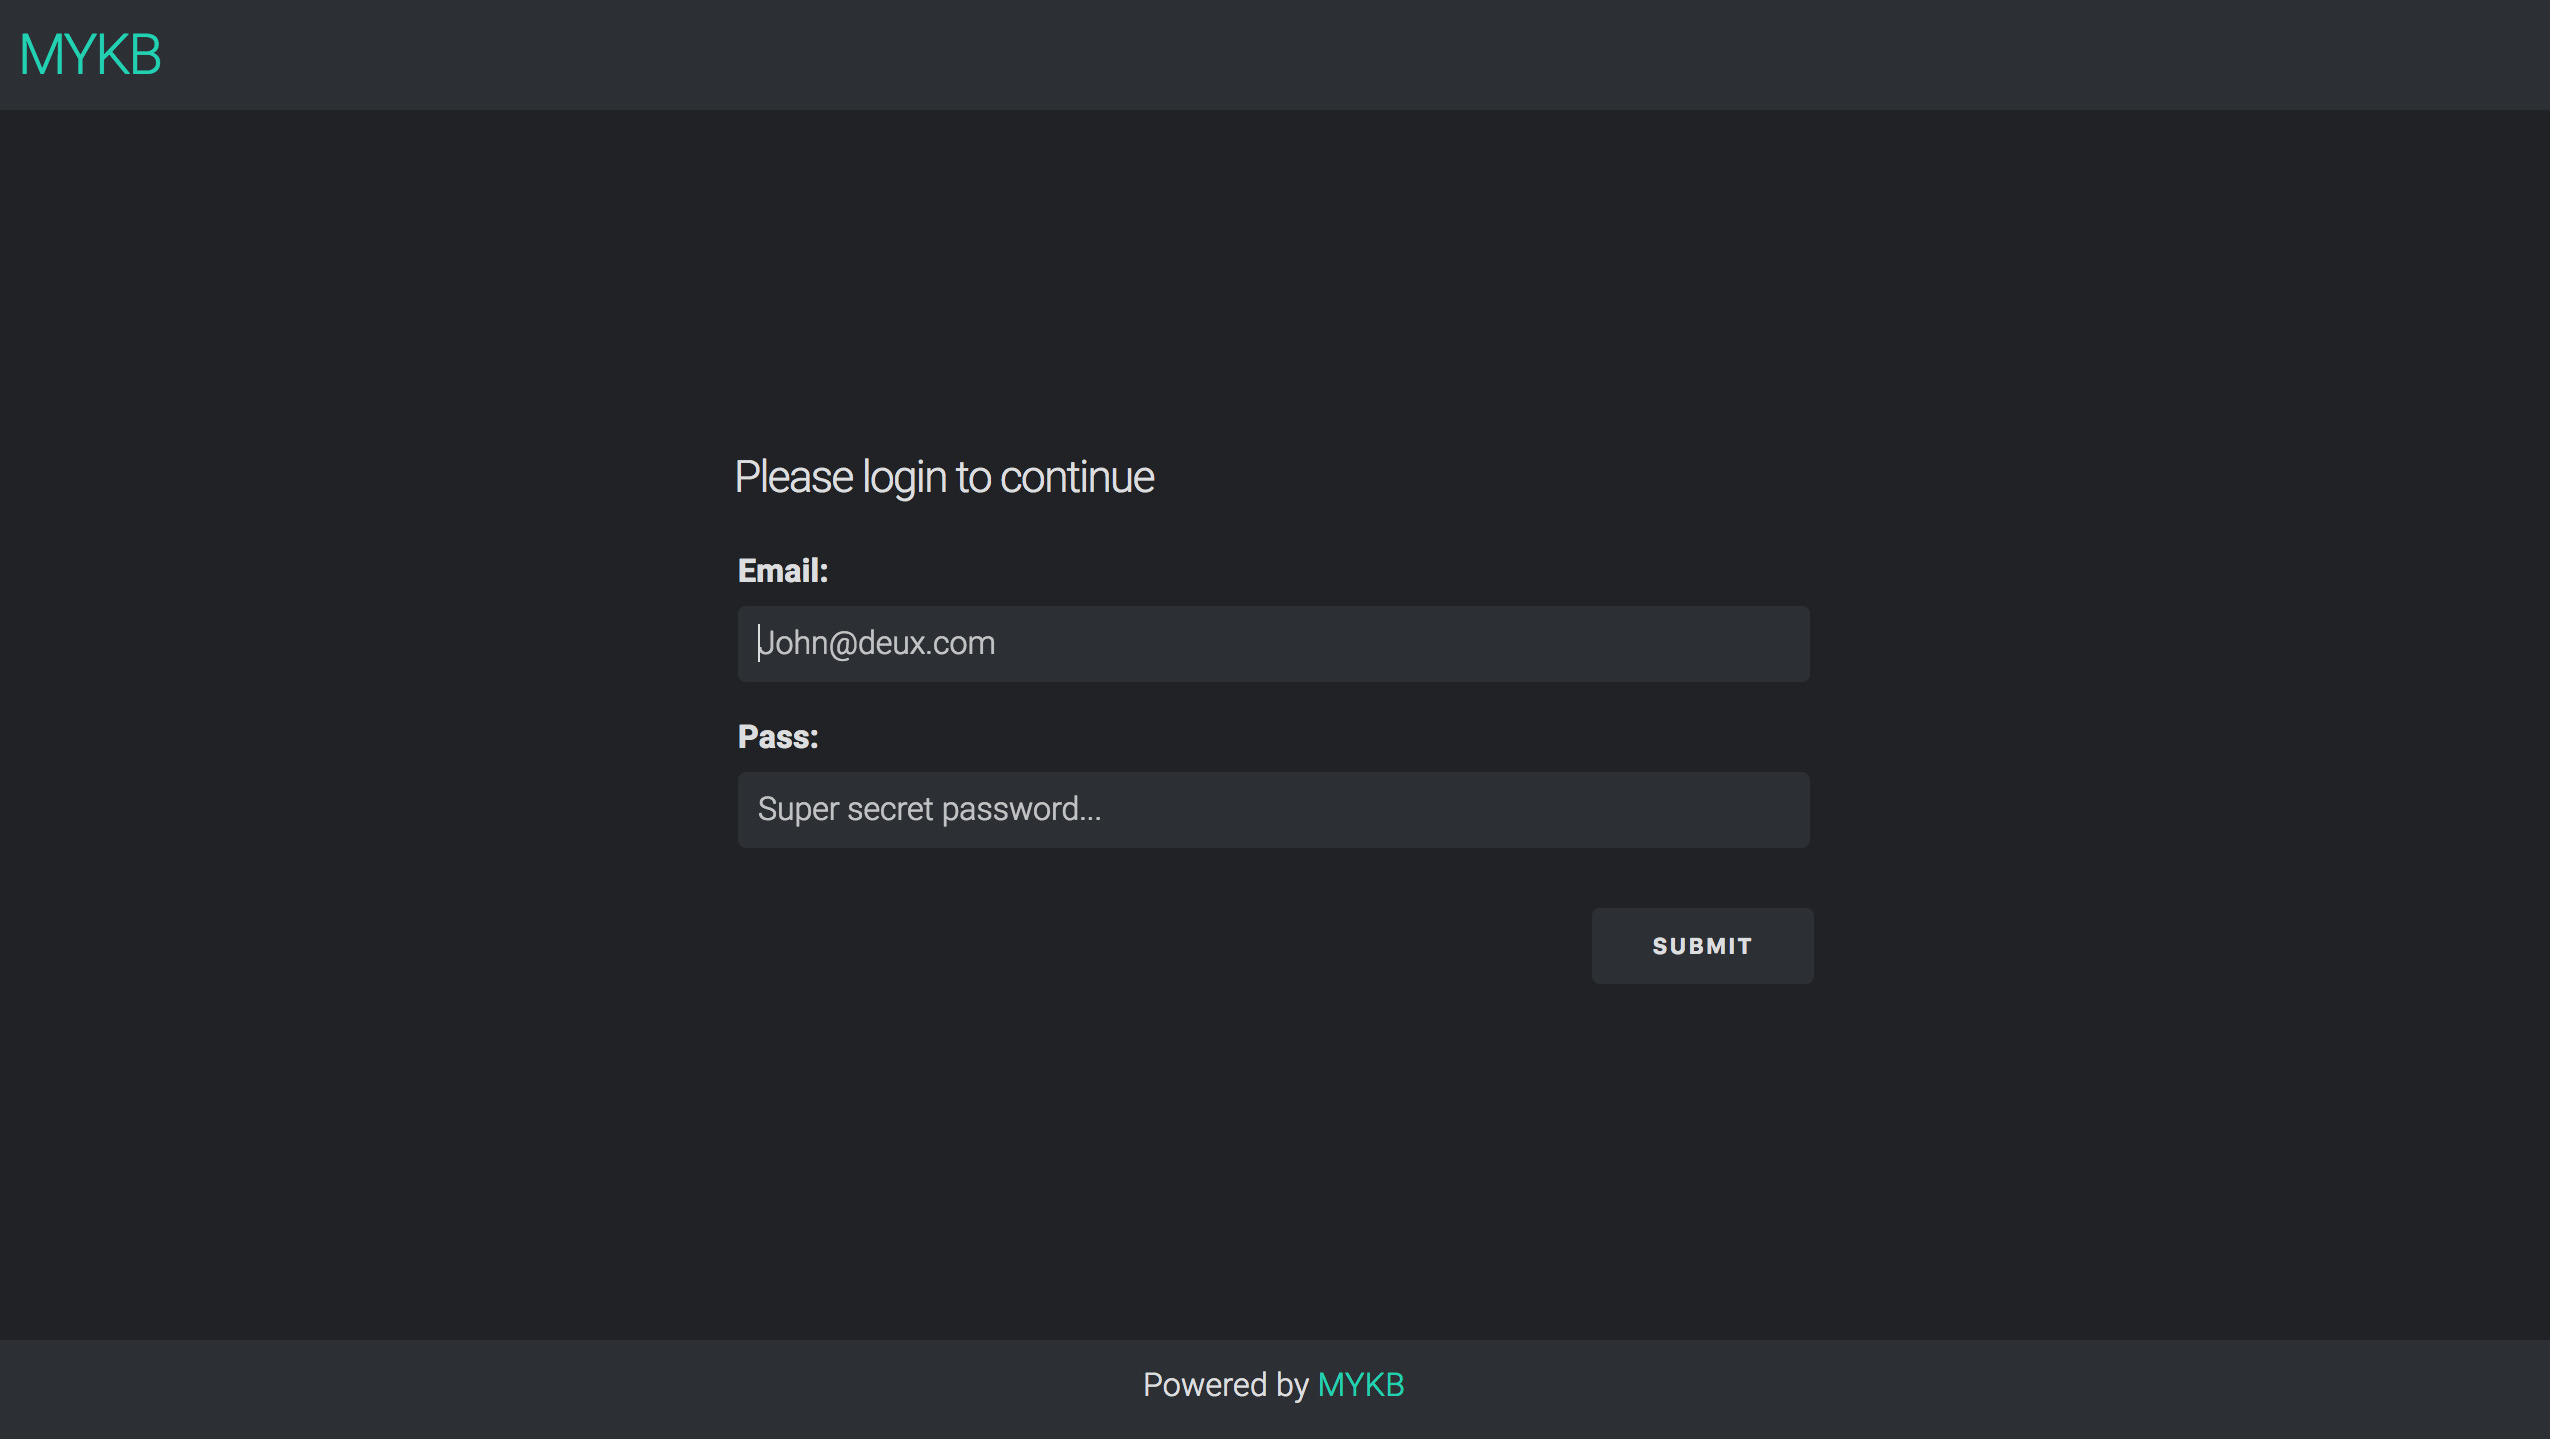 MYKB
Please login to continue
Email:
John@deux.com
Pass:
Super secret password...
SUBMIT
Powered by MYKB